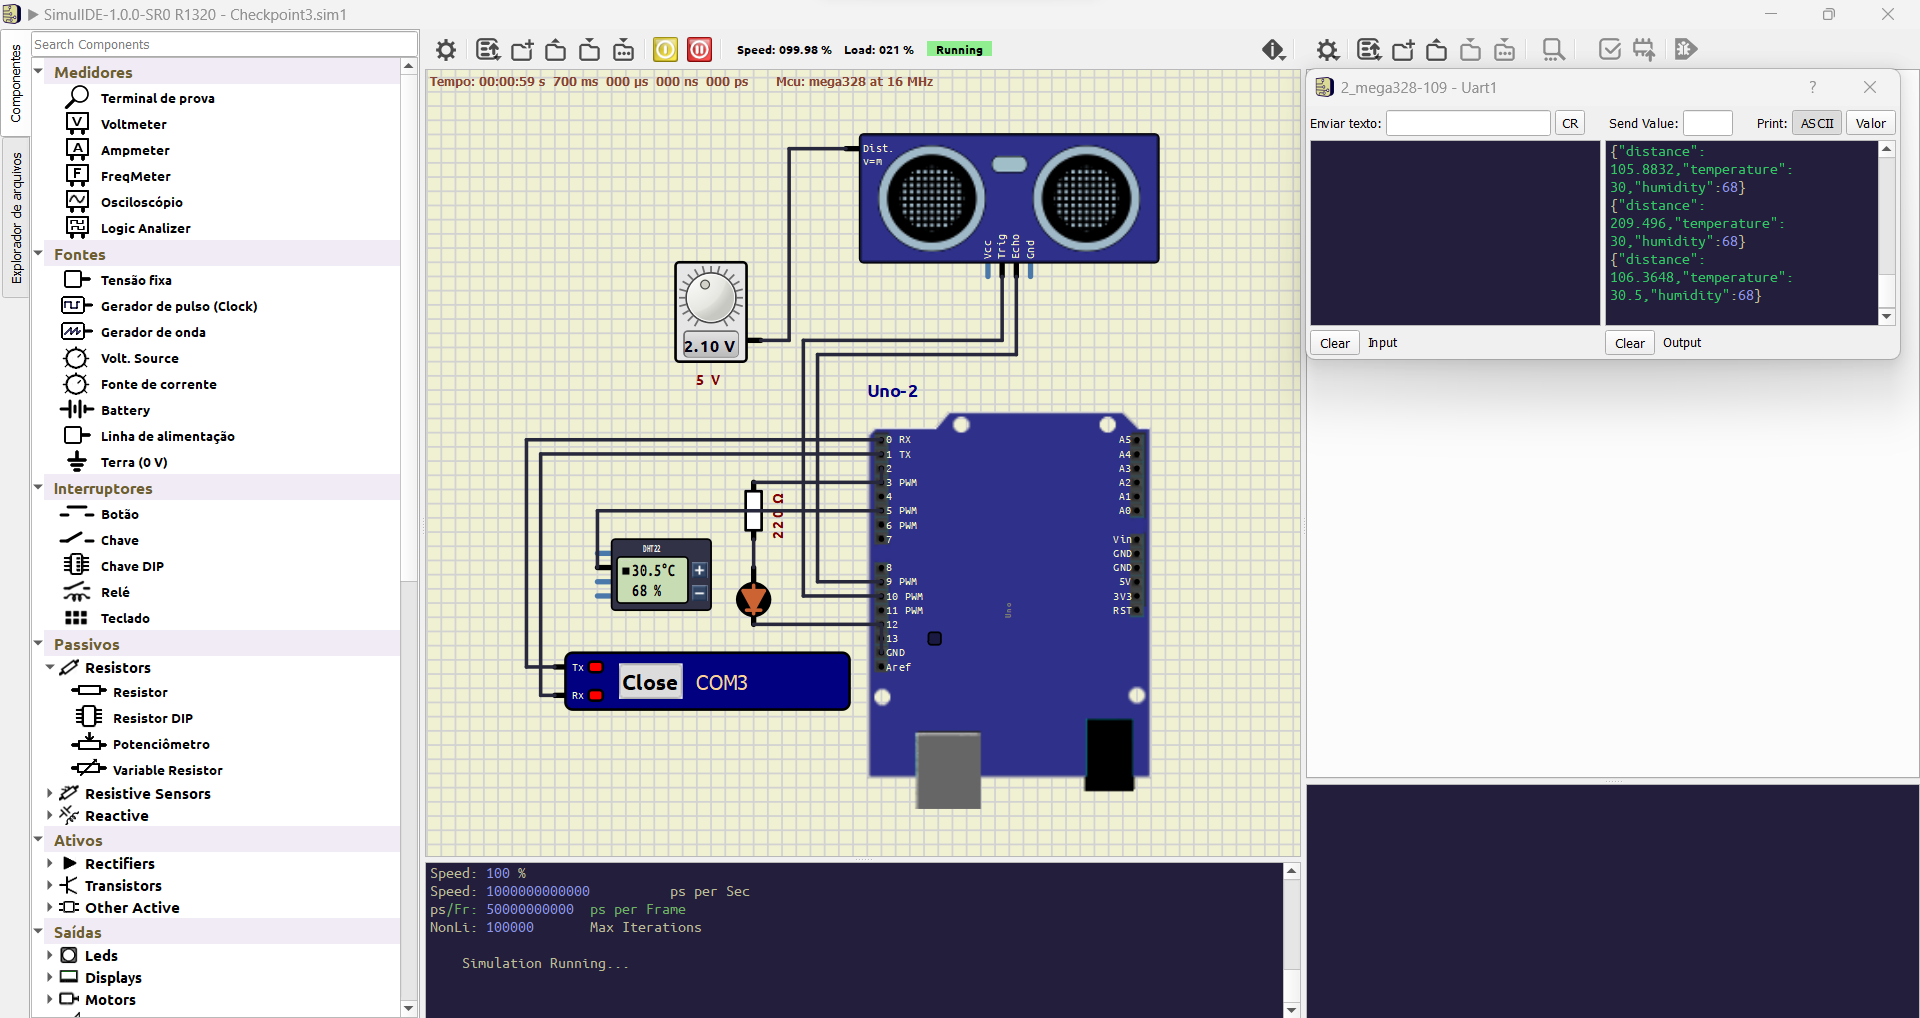 SimulIDE-1.0.0-SR0 R1320 - Checkpoint3.sim1
Componentes
Explorador de arquivos
Search Components
Medidores
Terminal de prova
Voltmeter
Ampmeter
FreqMeter
Osciloscópio
Logic Analizer
Fontes
Tensão fixa
Gerador de pulso (Clock)
Gerador de onda
Volt. Source
Fonte de corrente
Battery
Linha de alimentação
Terra (0 V)
Interruptores
Botão
Chave
Chave DIP
Relé
Teclado
Passivos
Resistors
Resistor
Resistor DIP
Potenciômetro
Variable Resistor
Resistive Sensors
Reactive
Ativos
Rectifiers
Transistors
Other Active
Saídas
Leds
Displays
Motors
Speed: 099.98 % Load: 021 % Running
Tempo: 00:00:59 s 700 ms 000 µs 000 ns 000 ps Mcu: mega328 at 16 MHz
Dist.
V=m
Vcc
Trig
Echo
Gnd
2.10 V
5 V
Uno-2
0 RX
1 TX
2
3 PWM
4
5 PWM
6 PWM
7
8
9 PWM
10 PWM
11 PWM
12
13
GND
Aref
A5
A4
A3
A2
A1
A0
Vin
GND
GND
5V
3V3
RST
Uno
220 Ω
DHT22
30.5°C
68 %
+
−
Tx
Rx
Close COM3
Speed: 100 %
Speed: 1000000000000 ps per Sec
ps/Fr: 50000000000 ps per Frame
NonLi: 100000 Max Iterations
Simulation Running...
2_mega328-109 - Uart1
?
Enviar texto: CR Send Value: Print: ASCII Valor
{"distance":
105.8832,"temperature":
30,"humidity":68}
{"distance":
209.496,"temperature":
30,"humidity":68}
{"distance":
106.3648,"temperature":
30.5,"humidity":68}
Clear Input
Clear Output